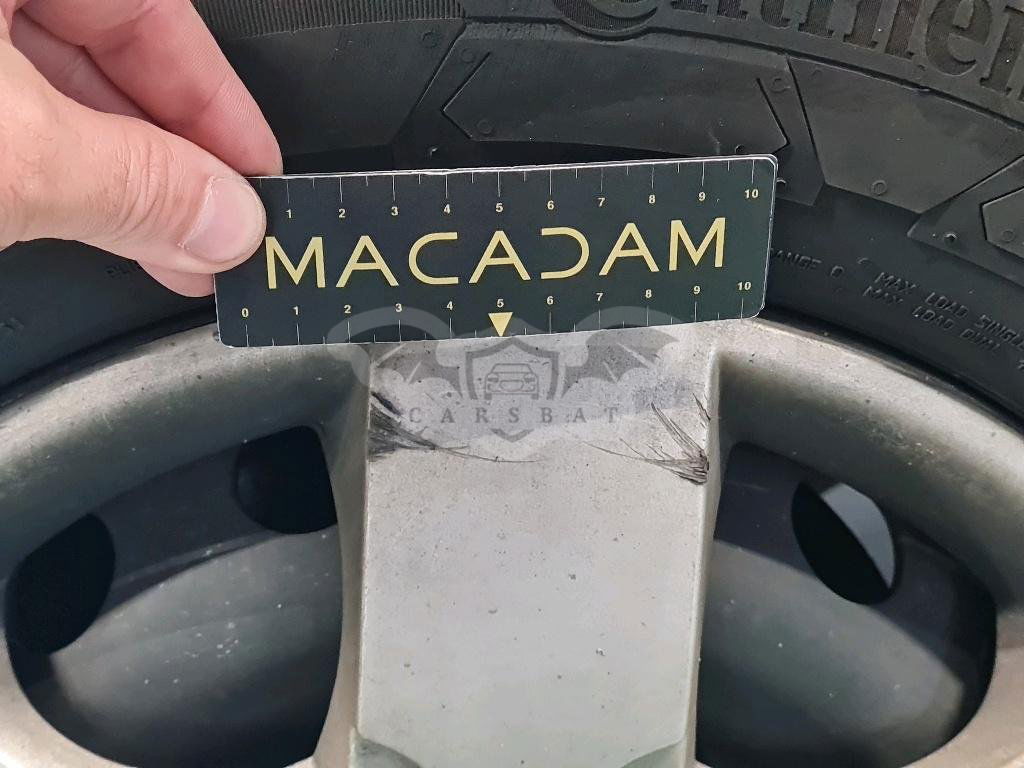 1 2 3 4 5 6 7 8 9 10
MACADAM
0 1 2 3 4 5 6 7 8 9 10
CARSBAT
MAX LOAD SINGL
MAX LOAD DUAL